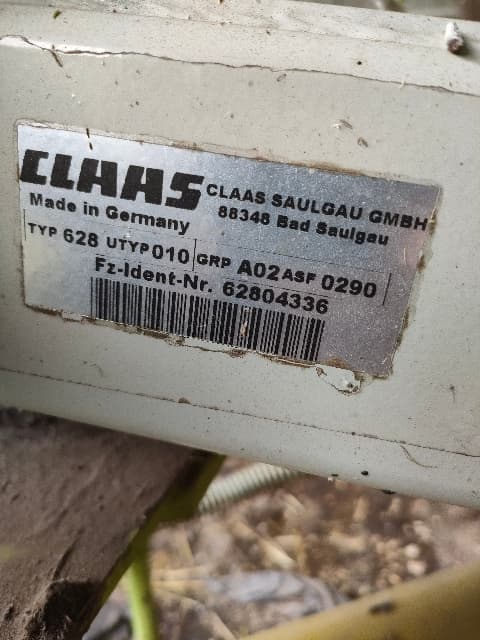 CLAAS CLAAS SAULGAU GMBH
Made in Germany 88348 Bad Saulgau
TYP 628 UTYP 010 GRP A02 ASF 0290
Fz-Ident-Nr. 62804336